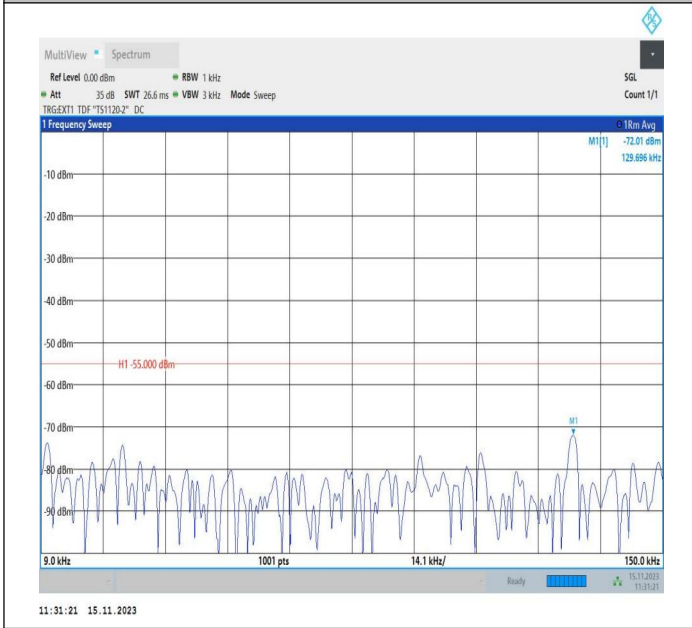 R&S
MultiView Spectrum
Ref Level 0.00 dBm RBW 1 kHz SGL
Att 35 dB SWT 26.6 ms VBW 3 kHz Mode Sweep Count 1/1
TRG:EXT1 TDF "TS1120-2" DC
1 Frequency Sweep 1Rm Avg
M1[1] -72.01 dBm
129.696 kHz
-10 dBm
-20 dBm
-30 dBm
-40 dBm
-50 dBm
H1 -55.000 dBm
-60 dBm
-70 dBm
M1
-80 dBm
-90 dBm
9.0 kHz 1001 pts 14.1 kHz/ 150.0 kHz
Ready 15.11.2023
11:31:21
11:31:21 15.11.2023